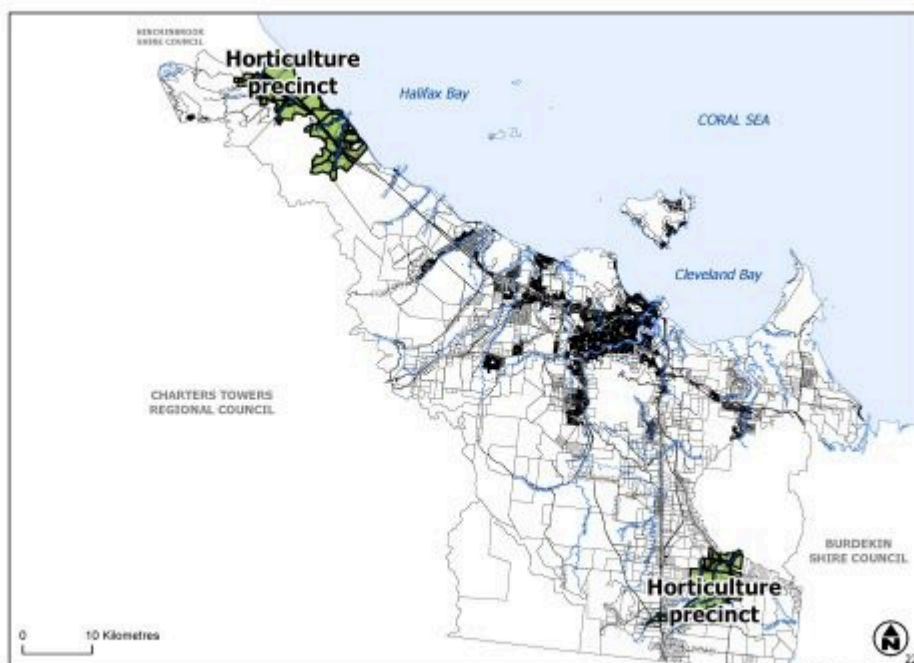 HINCHINBROOK
SHIRE COUNCIL
Horticulture
precinct
Halifax Bay
CORAL SEA
Cleveland Bay
CHARTERS TOWERS
REGIONAL COUNCIL
BURDEKIN
SHIRE COUNCIL
Horticulture
precinct
0 10 Kilometres
N